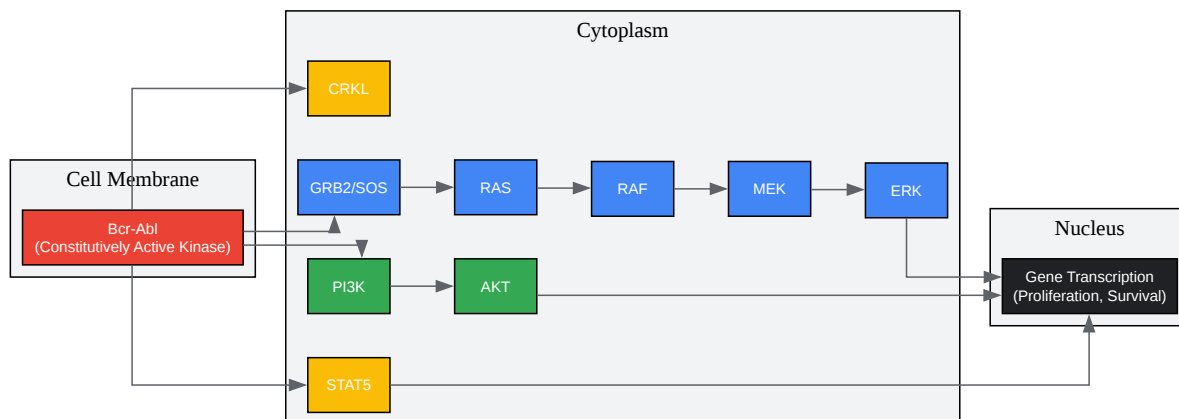 Cytoplasm
CRKL
Cell Membrane
Bcr-Abl
(Constitutively Active Kinase)
GRB2/SOS
RAS
RAF
MEK
ERK
PI3K
AKT
STAT5
Nucleus
Gene Transcription
(Proliferation, Survival)